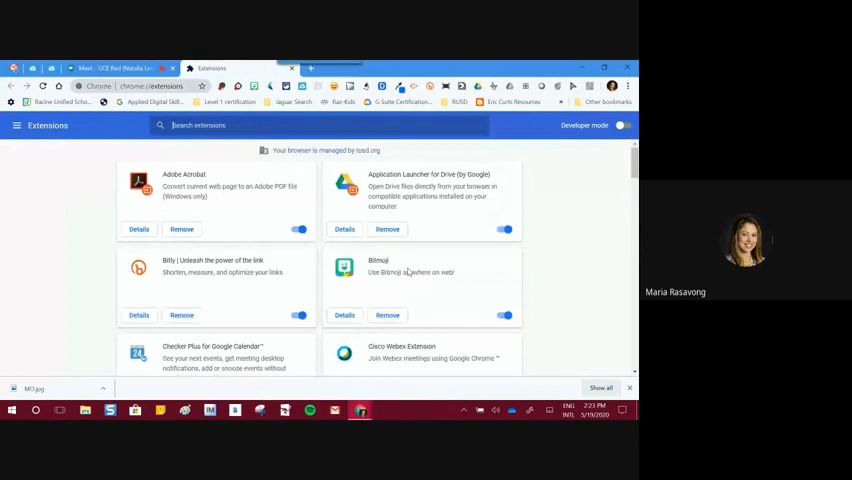 Meet - GCE Red (Natalia Lo
Extensions
Chrome | chrome://extensions
Racine Unified Scho...
Applied Digital Skill...
Level 1 certification
Jaguar Search
Raz-Kids
G Suite Certification...
RUSD
Eric Curts Resources
»
Other bookmarks
Extensions
Search extensions
Developer mode
Your browser is managed by rusd.org
Adobe Acrobat
Convert current web page to an Adobe PDF file
(Windows only)
Details
Remove
Application Launcher for Drive (by Google)
Open Drive files directly from your browser in
compatible applications installed on your
computer.
Details
Remove
Bitly | Unleash the power of the link
Shorten, measure, and optimize your links.
Details
Remove
Bitmoji
Use Bitmoji anywhere on web!
Details
Remove
Checker Plus for Google Calendar™
See your next events, get meeting desktop
notifications, add or snooze events without
Cisco Webex Extension
Join Webex meetings using Google Chrome ™
Maria Rasavong
MO.jpg
Show all
ENG
INTL
2:23 PM
5/19/2020